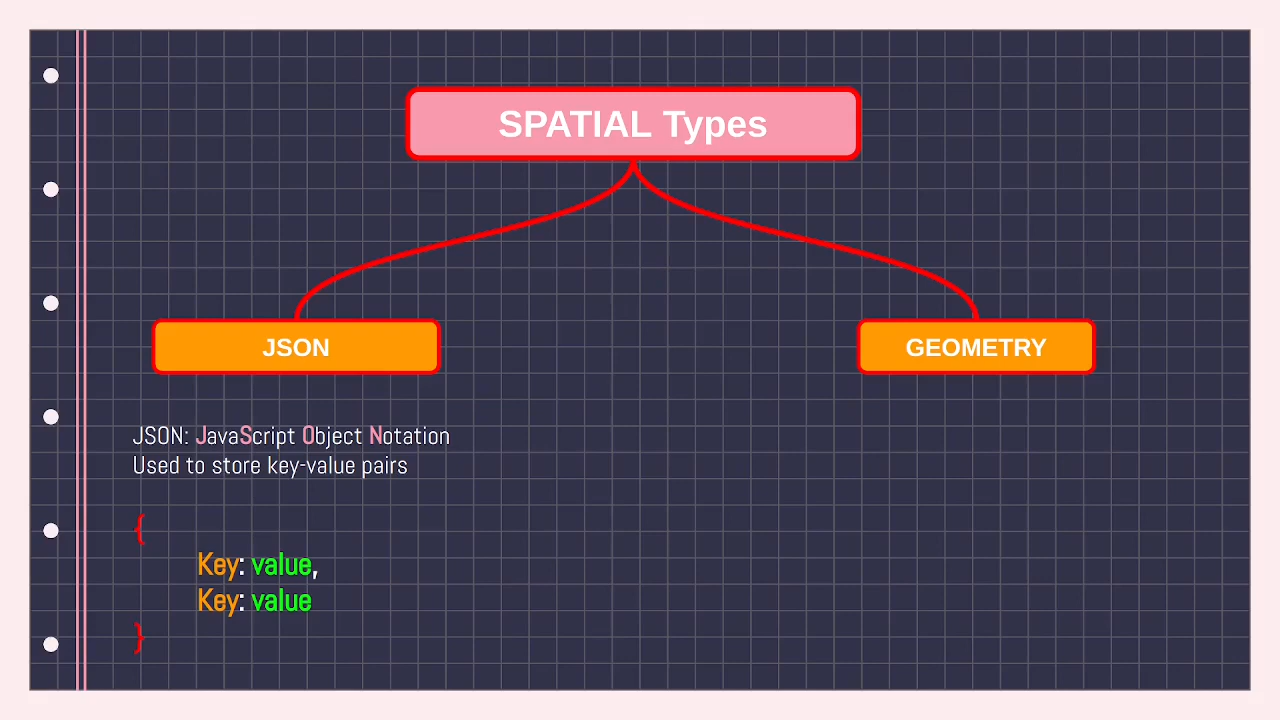 SPATIAL Types
JSON
GEOMETRY
JSON: JavaScript Object Notation
Used to store key-value pairs
{
Key: value,
Key: value
}